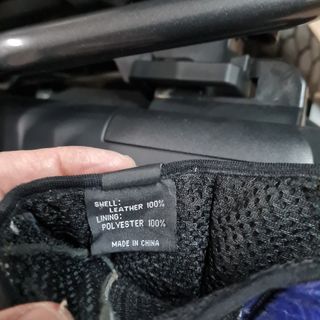 SHELL:
LEATHER 100%
LINING:
POLYESTER 100%
MADE IN CHINA